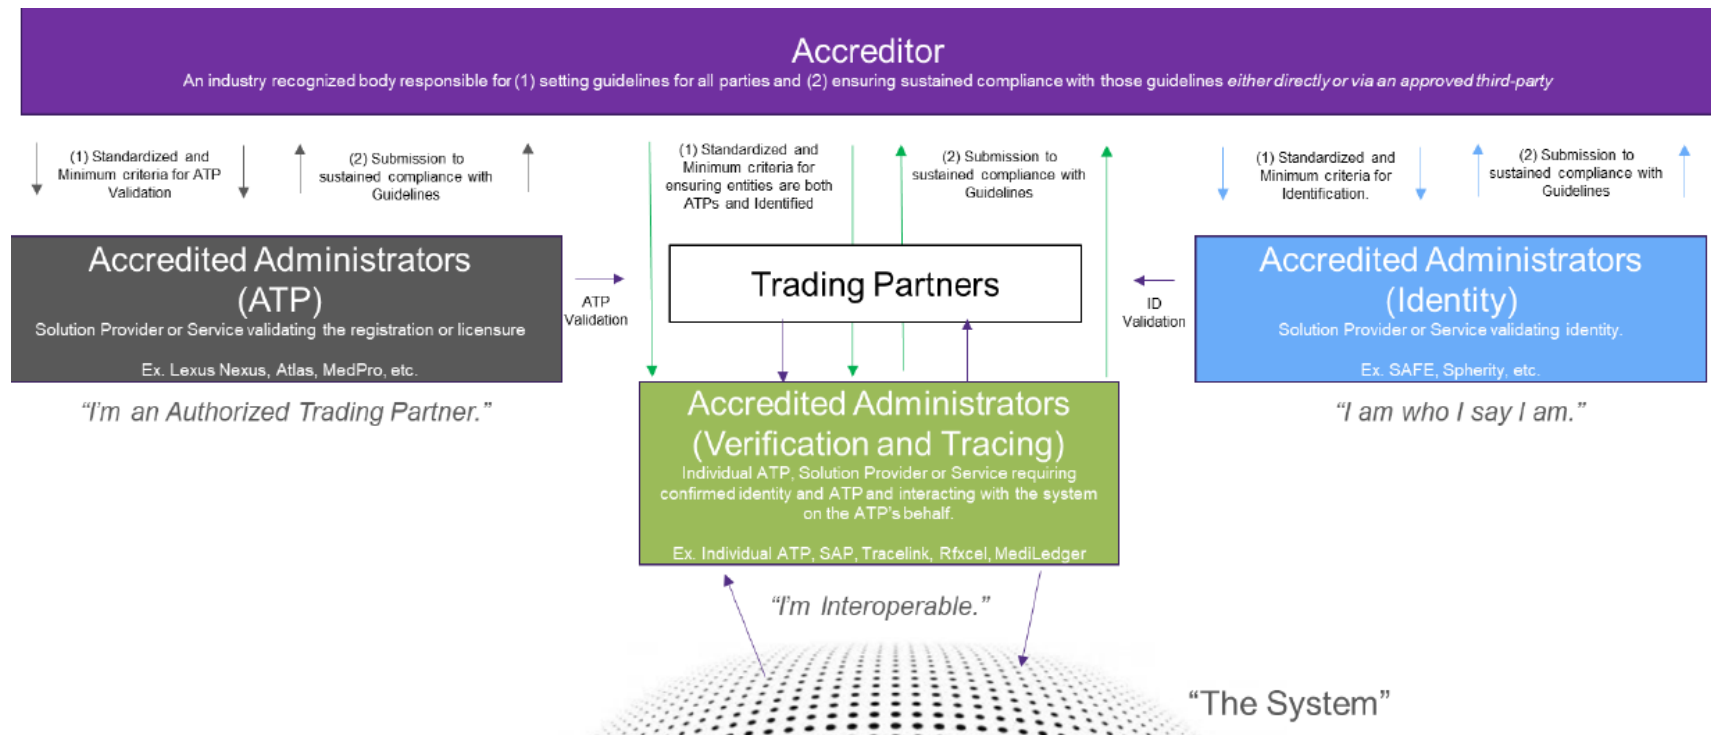 Accreditor
An industry recognized body responsible for (1) setting guidelines for all parties and (2) ensuring sustained compliance with those guidelines either directly or via an approved third-party
(1) Standardized and
Minimum criteria for ATP
Validation
(2) Submission to
sustained compliance with
Guidelines
(1) Standardized and
Minimum criteria for
ensuring entities are both
ATPs and Identified
(2) Submission to
sustained compliance with
Guidelines
(1) Standardized and
Minimum criteria for
Identification.
(2) Submission to
sustained compliance with
Guidelines
Accredited Administrators
(ATP)
Solution Provider or Service validating the registration or licensure
Ex. Lexus Nexus, Atlas, MedPro, etc.
“I’m an Authorized Trading Partner.”
ATP
Validation
Trading Partners
ID
Validation
Accredited Administrators
(Identity)
Solution Provider or Service validating identity.
Ex. SAFE, Spherity, etc.
“I am who I say I am.”
Accredited Administrators
(Verification and Tracing)
Individual ATP, Solution Provider or Service requiring
confirmed identity and ATP and interacting with the system
on the ATP’s behalf.
Ex. Individual ATP, SAP, Tracelink, Rfxcel, MediLedger
“I’m Interoperable.”
“The System”